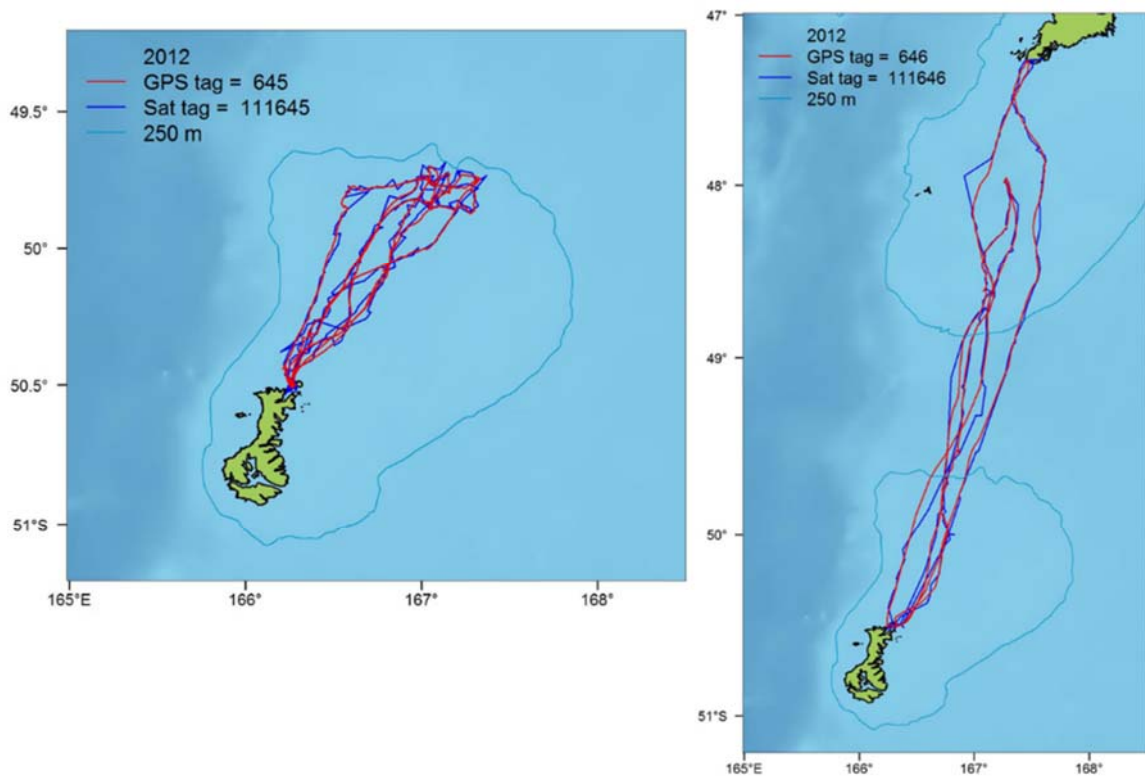 2012
GPS tag = 645
Sat tag = 111645
250 m
49.5°
50°
50.5°
51°S
165°E
166°
167°
168°
47°
2012
GPS tag = 646
Sat tag = 111646
250 m
48°
49°
50°
51°S
165°E
166°
167°
168°